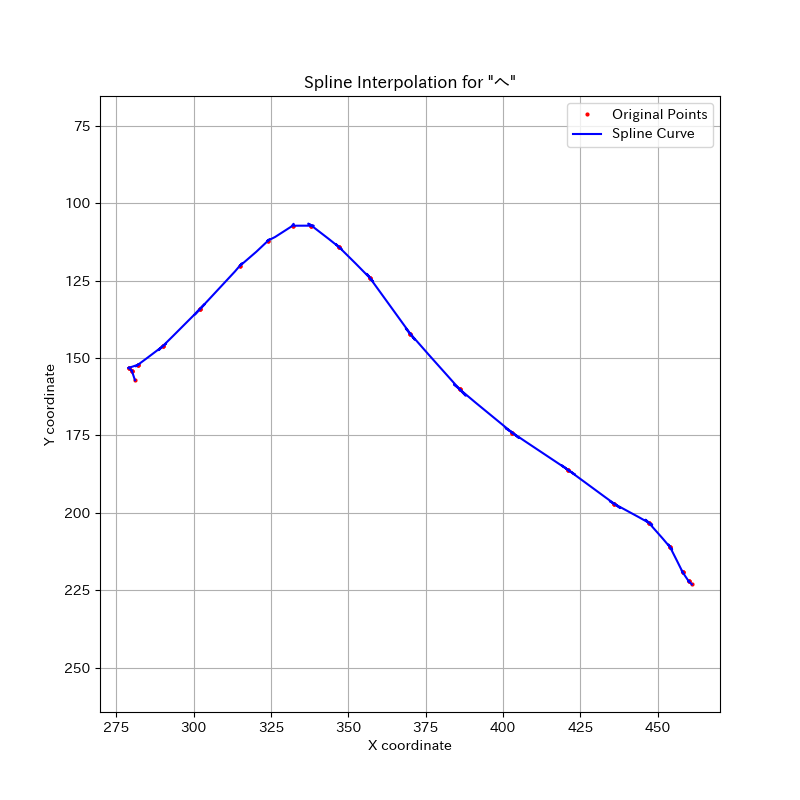 Spline Interpolation for "へ"
Original Points
Spline Curve
75
100
125
150
175
200
225
250
Y coordinate
275 300 325 350 375 400 425 450
X coordinate